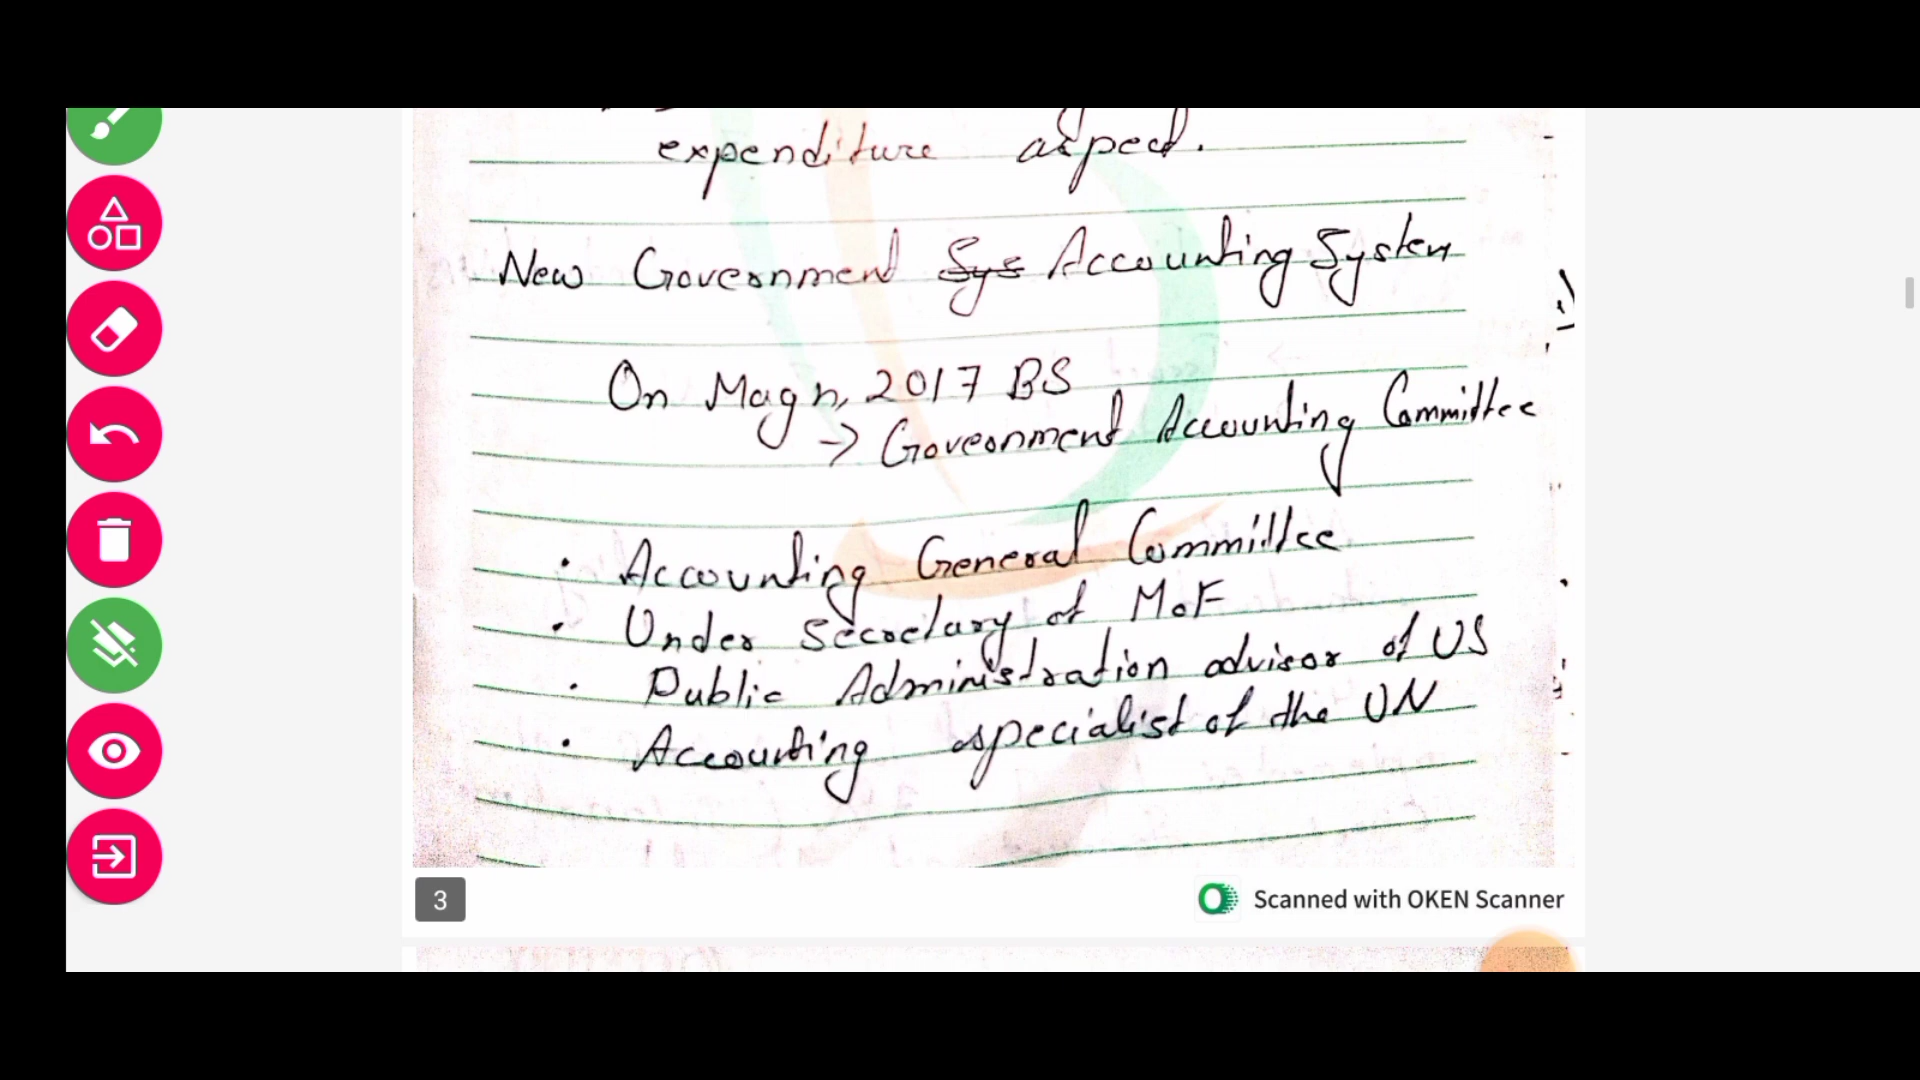 expenditure aspect.
New Government Sys Accounting System
On Magh, 2017 BS
→ Government Accounting Committee
• Accounting General Committee
• Under Secretary of MoF
• Public Administration advisor of US
• Accounting specialist of the UN
3
Scanned with OKEN Scanner